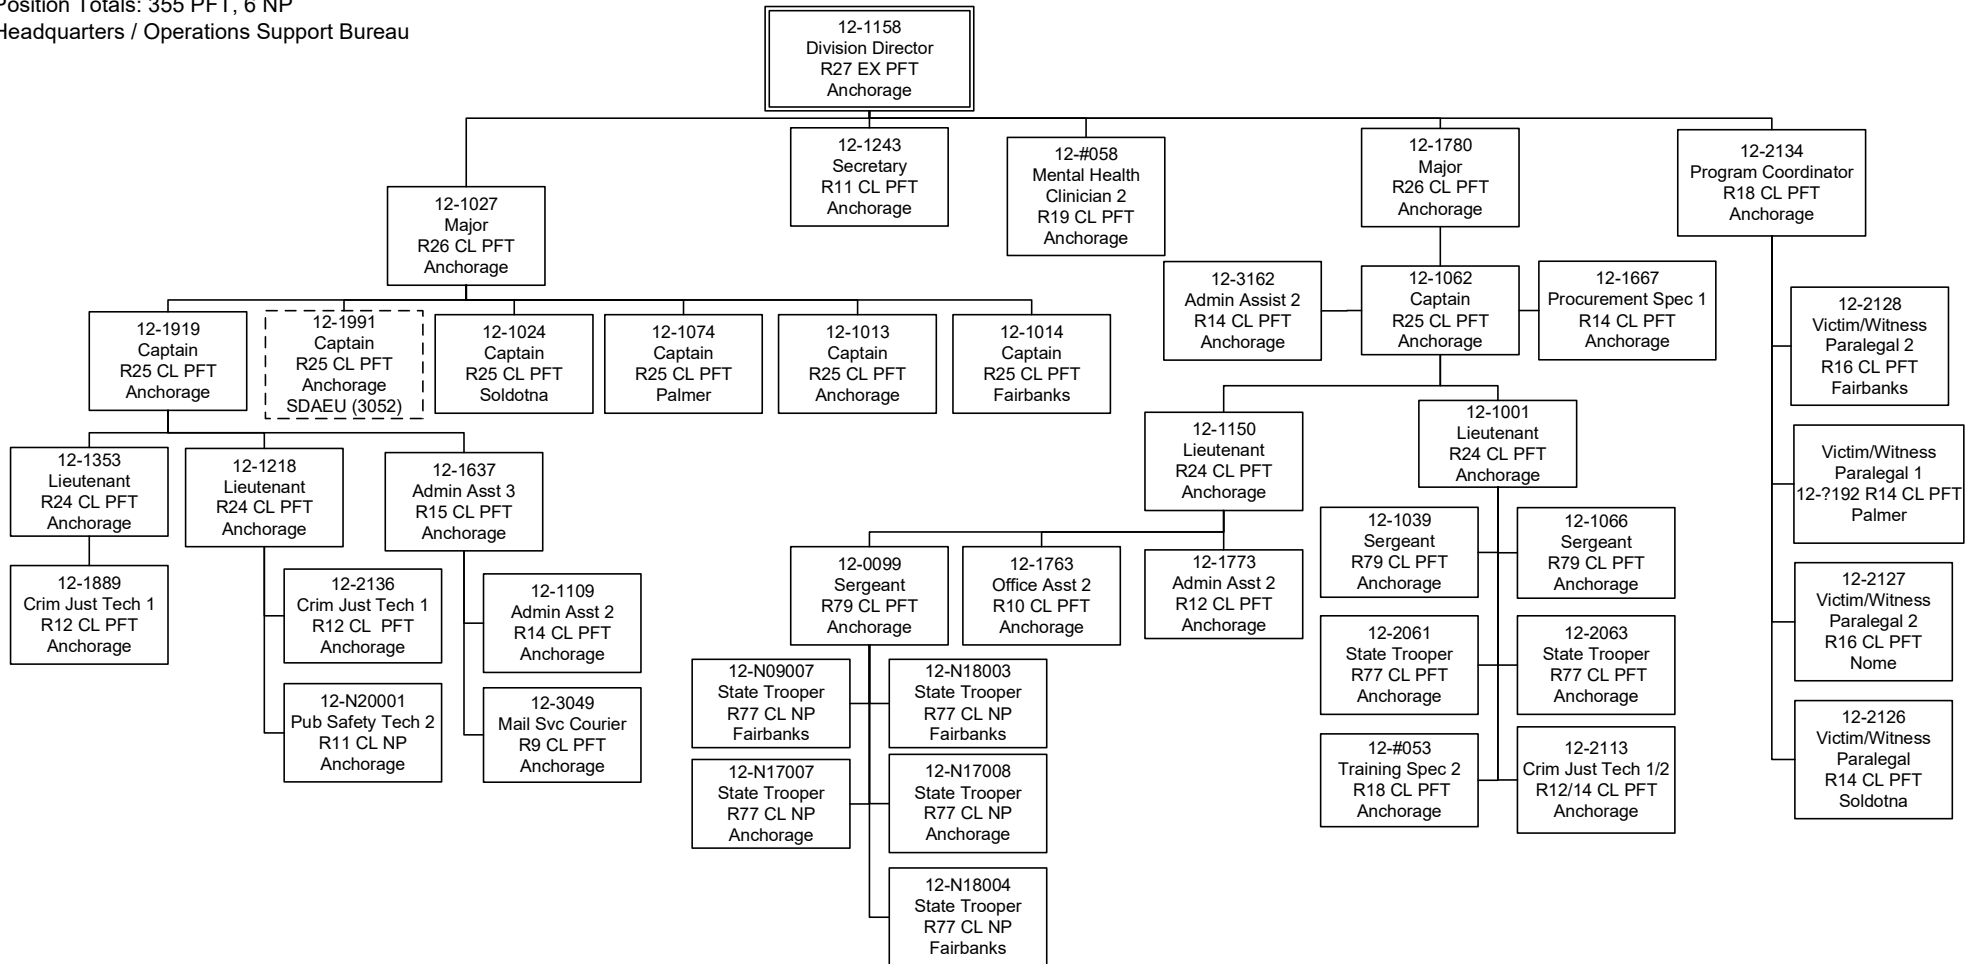 Position Totals: 355 PFT, 6 NP
Headquarters / Operations Support Bureau
12-1158
Division Director
R27 EX PFT
Anchorage
12-1027
Major
R26 CL PFT
Anchorage
12-1243
Secretary
R11 CL PFT
Anchorage
12-#058
Mental Health
Clinician 2
R19 CL PFT
Anchorage
12-1780
Major
R26 CL PFT
Anchorage
12-2134
Program Coordinator
R18 CL PFT
Anchorage
12-1919
Captain
R25 CL PFT
Anchorage
12-1991
Captain
R25 CL PFT
Anchorage
SDAEU (3052)
12-1024
Captain
R25 CL PFT
Soldotna
12-1074
Captain
R25 CL PFT
Palmer
12-1013
Captain
R25 CL PFT
Anchorage
12-1014
Captain
R25 CL PFT
Fairbanks
12-3162
Admin Assist 2
R14 CL PFT
Anchorage
12-1062
Captain
R25 CL PFT
Anchorage
12-1667
Procurement Spec 1
R14 CL PFT
Anchorage
12-2128
Victim/Witness
Paralegal 2
R16 CL PFT
Fairbanks
12-1353
Lieutenant
R24 CL PFT
Anchorage
12-1218
Lieutenant
R24 CL PFT
Anchorage
12-1637
Admin Asst 3
R15 CL PFT
Anchorage
12-1150
Lieutenant
R24 CL PFT
Anchorage
12-1001
Lieutenant
R24 CL PFT
Anchorage
Victim/Witness
Paralegal 1
12-?192 R14 CL PFT
Palmer
12-1889
Crim Just Tech 1
R12 CL PFT
Anchorage
12-2136
Crim Just Tech 1
R12 CL  PFT
Anchorage
12-1109
Admin Asst 2
R14 CL PFT
Anchorage
12-0099
Sergeant
R79 CL PFT
Anchorage
12-1763
Office Asst 2
R10 CL PFT
Anchorage
12-1773
Admin Asst 2
R12 CL PFT
Anchorage
12-1039
Sergeant
R79 CL PFT
Anchorage
12-1066
Sergeant
R79 CL PFT
Anchorage
12-2127
Victim/Witness
Paralegal 2
R16 CL PFT
Nome
12-N20001
Pub Safety Tech 2
R11 CL NP
Anchorage
12-3049
Mail Svc Courier
R9 CL PFT
Anchorage
12-N09007
State Trooper
R77 CL NP
Fairbanks
12-N18003
State Trooper
R77 CL NP
Fairbanks
12-2061
State Trooper
R77 CL PFT
Anchorage
12-2063
State Trooper
R77 CL PFT
Anchorage
12-2126
Victim/Witness
Paralegal
R14 CL PFT
Soldotna
12-N17007
State Trooper
R77 CL NP
Anchorage
12-N17008
State Trooper
R77 CL NP
Anchorage
12-#053
Training Spec 2
R18 CL PFT
Anchorage
12-2113
Crim Just Tech 1/2
R12/14 CL PFT
Anchorage
12-N18004
State Trooper
R77 CL NP
Fairbanks